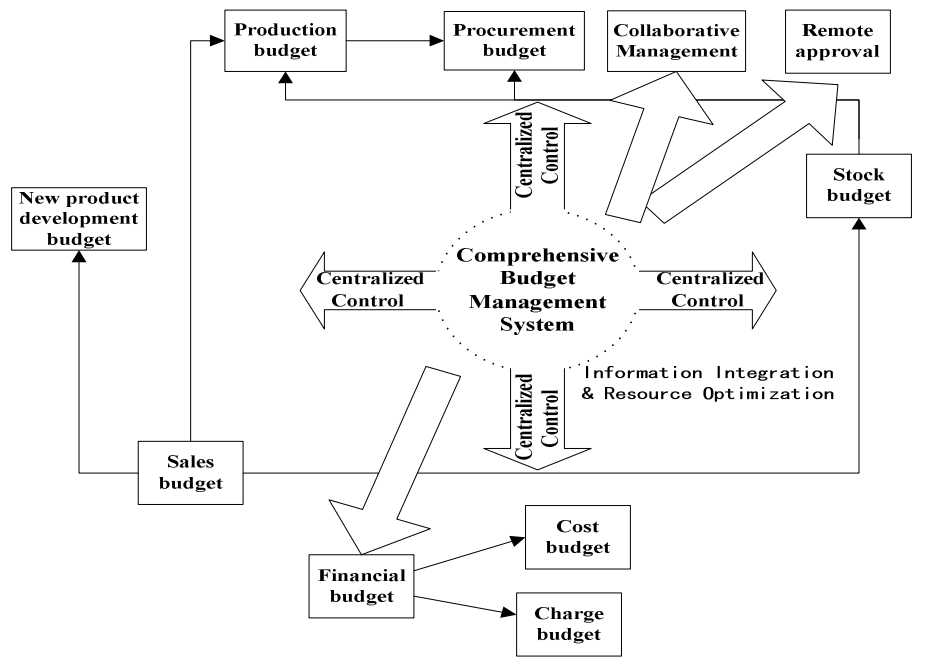 Production
budget
Procurement
budget
Collaborative
Management
Remote
approval
Centralized
Control
Stock
budget
New product
development
budget
Comprehensive
Budget
Management
System
Centralized
Control
Centralized
Control
Information Integration
& Resource Optimization
Centralized
Control
Sales
budget
Cost
budget
Financial
budget
Charge
budget